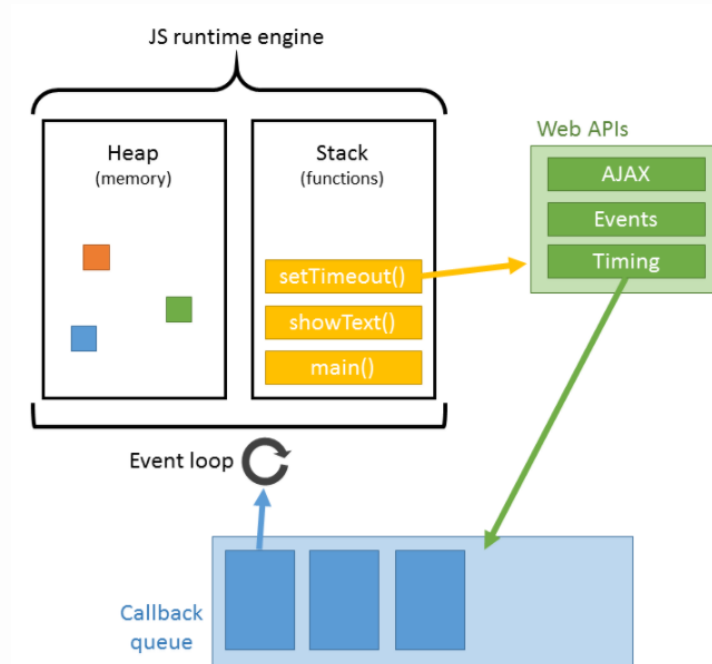 JS runtime engine
Heap
(memory)
Stack
(functions)
setTimeout()
showText()
main()
Web APIs
AJAX
Events
Timing
Event loop
Callback
queue